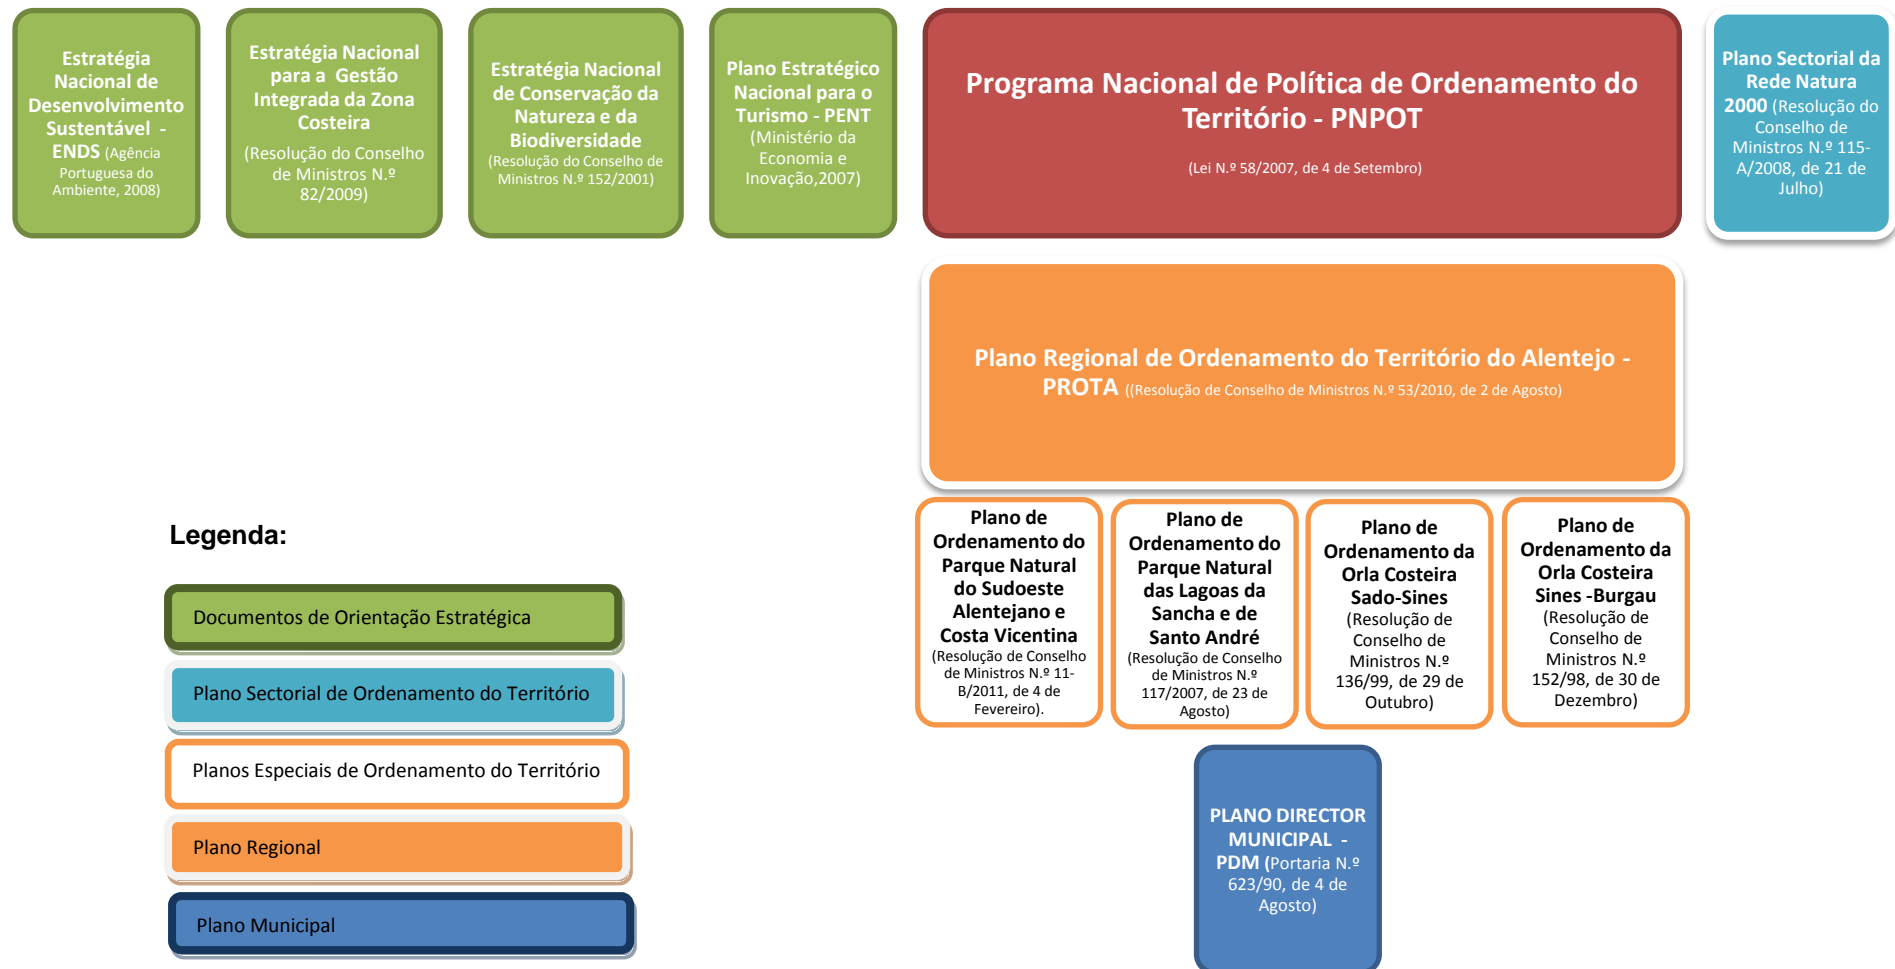 Estratégia
Nacional de
Desenvolvimento
Sustentável -
ENDS (Agência
Portuguesa do
Ambiente, 2008)
Estratégia Nacional
para a Gestão
Integrada da Zona
Costeira
(Resolução do Conselho
de Ministros N.º
82/2009)
Estratégia Nacional
de Conservação da
Natureza e da
Biodiversidade
(Resolução do Conselho de
Ministros N.º 152/2001)
Plano Estratégico
Nacional para o
Turismo - PENT
(Ministério da
Economia e
Inovação,2007)
Programa Nacional de Política de Ordenamento do
Território - PNPOT
(Lei N.º 58/2007, de 4 de Setembro)
Plano Sectorial da
Rede Natura
2000 (Resolução do
Conselho de
Ministros N.º 115-
A/2008, de 21 de
Julho)
Plano Regional de Ordenamento do Território do Alentejo -
PROTA ((Resolução de Conselho de Ministros N.º 53/2010, de 2 de Agosto)
Plano de
Ordenamento do
Parque Natural
do Sudoeste
Alentejano e
Costa Vicentina
(Resolução de Conselho
de Ministros N.º 11-
B/2011, de 4 de
Fevereiro).
Plano de
Ordenamento do
Parque Natural
das Lagoas da
Sancha e de
Santo André
(Resolução de Conselho
de Ministros N.º
117/2007, de 23 de
Agosto)
Plano de
Ordenamento da
Orla Costeira
Sado-Sines
(Resolução de
Conselho de
Ministros N.º
136/99, de 29 de
Outubro)
Plano de
Ordenamento da
Orla Costeira
Sines -Burgau
(Resolução de
Conselho de
Ministros N.º
152/98, de 30 de
Dezembro)
PLANO DIRECTOR
MUNICIPAL -
PDM (Portaria N.º
623/90, de 4 de
Agosto)
Legenda:
Documentos de Orientação Estratégica
Plano Sectorial de Ordenamento do Território
Planos Especiais de Ordenamento do Território
Plano Regional
Plano Municipal